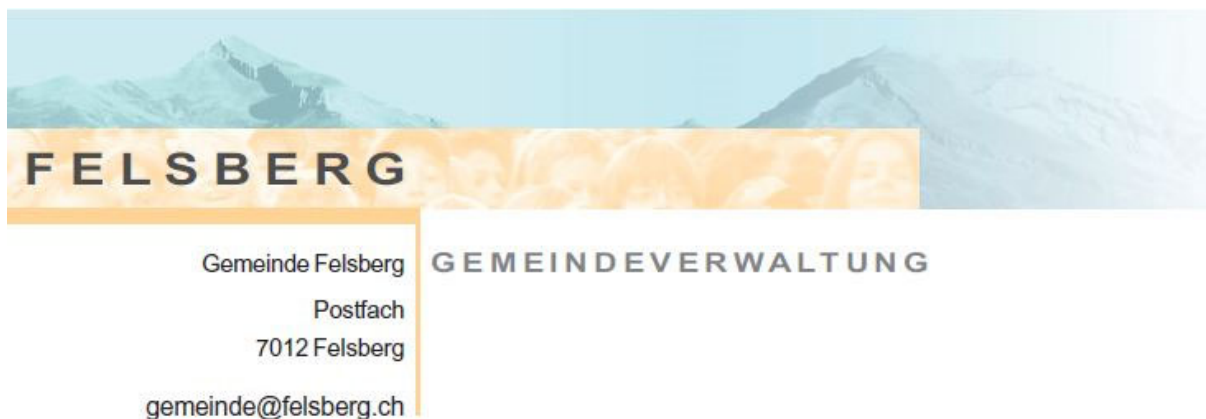 FELSBERG
Gemeinde Felsberg
GEMEINDEVERWALTUNG
Postfach
7012 Felsberg
gemeinde@felsberg.ch